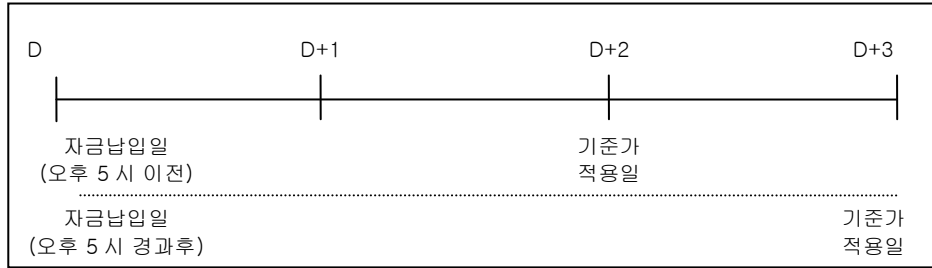 D D+1 D+2 D+3
자금납입일 기준가
(오후 5 시 이전) 적용일
자금납입일 기준가
(오후 5 시 경과후) 적용일